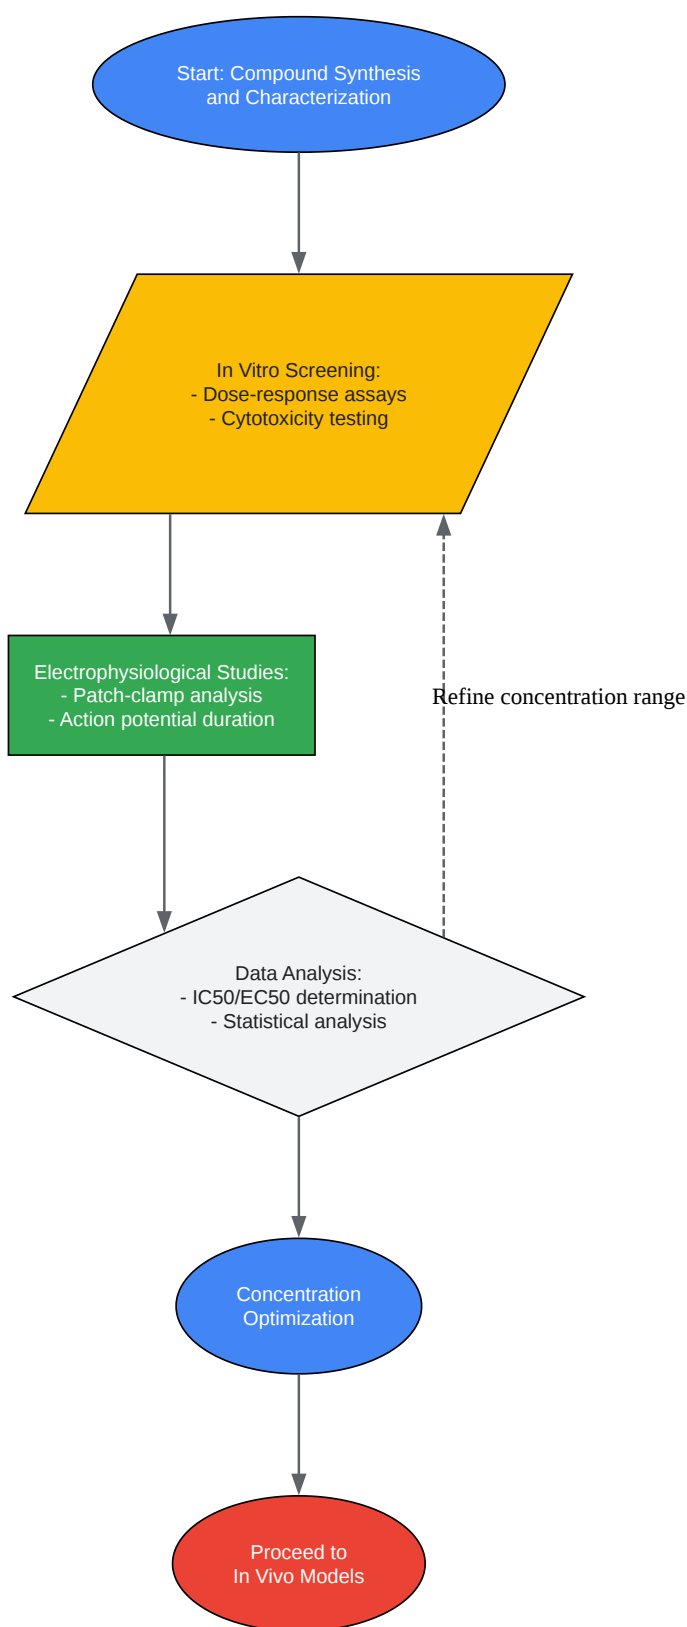 Start: Compound Synthesis
and Characterization
In Vitro Screening:
- Dose-response assays
- Cytotoxicity testing
Electrophysiological Studies:
- Patch-clamp analysis
- Action potential duration
Refine concentration range
Data Analysis:
- IC50/EC50 determination
- Statistical analysis
Concentration
Optimization
Proceed to
In Vivo Models